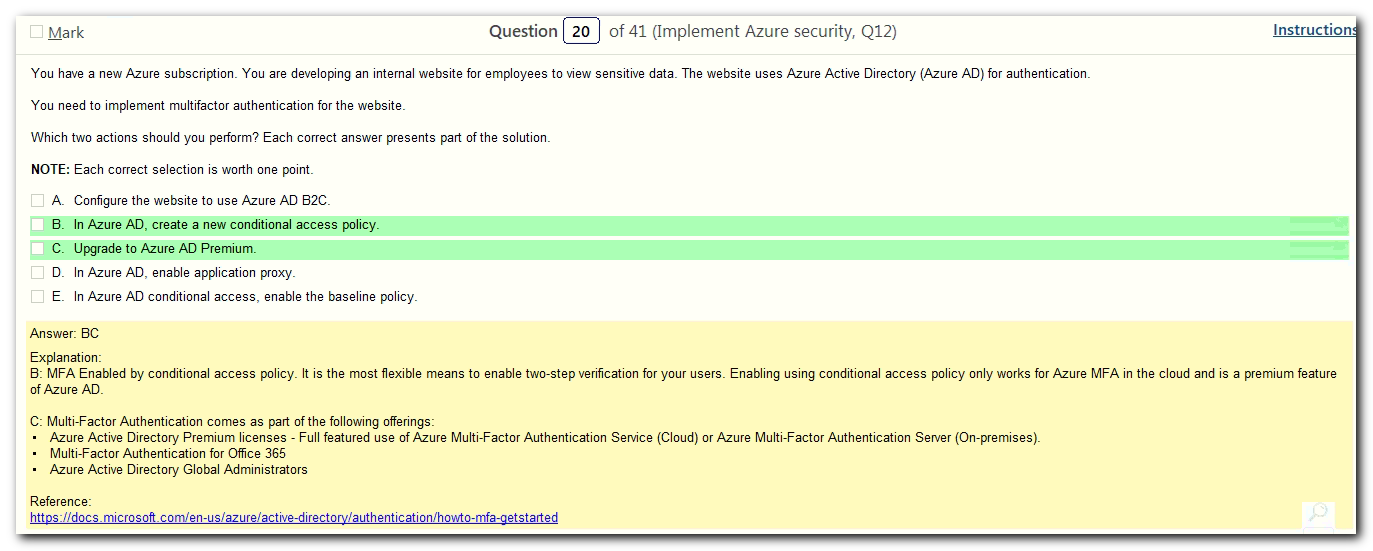 Mark
Question 20 of 41 (Implement Azure security, Q12)
Instructions
You have a new Azure subscription. You are developing an internal website for employees to view sensitive data. The website uses Azure Active Directory (Azure AD) for authentication.
You need to implement multifactor authentication for the website.
Which two actions should you perform? Each correct answer presents part of the solution.
NOTE: Each correct selection is worth one point.
A. Configure the website to use Azure AD B2C.
B. In Azure AD, create a new conditional access policy.
C. Upgrade to Azure AD Premium.
D. In Azure AD, enable application proxy.
E. In Azure AD conditional access, enable the baseline policy.
Answer: BC
Explanation:
B: MFA Enabled by conditional access policy. It is the most flexible means to enable two-step verification for your users. Enabling using conditional access policy only works for Azure MFA in the cloud and is a premium feature
of Azure AD.
C: Multi-Factor Authentication comes as part of the following offerings:
▪ Azure Active Directory Premium licenses - Full featured use of Azure Multi-Factor Authentication Service (Cloud) or Azure Multi-Factor Authentication Server (On-premises).
▪ Multi-Factor Authentication for Office 365
▪ Azure Active Directory Global Administrators
Reference:
https://docs.microsoft.com/en-us/azure/active-directory/authentication/howto-mfa-getstarted